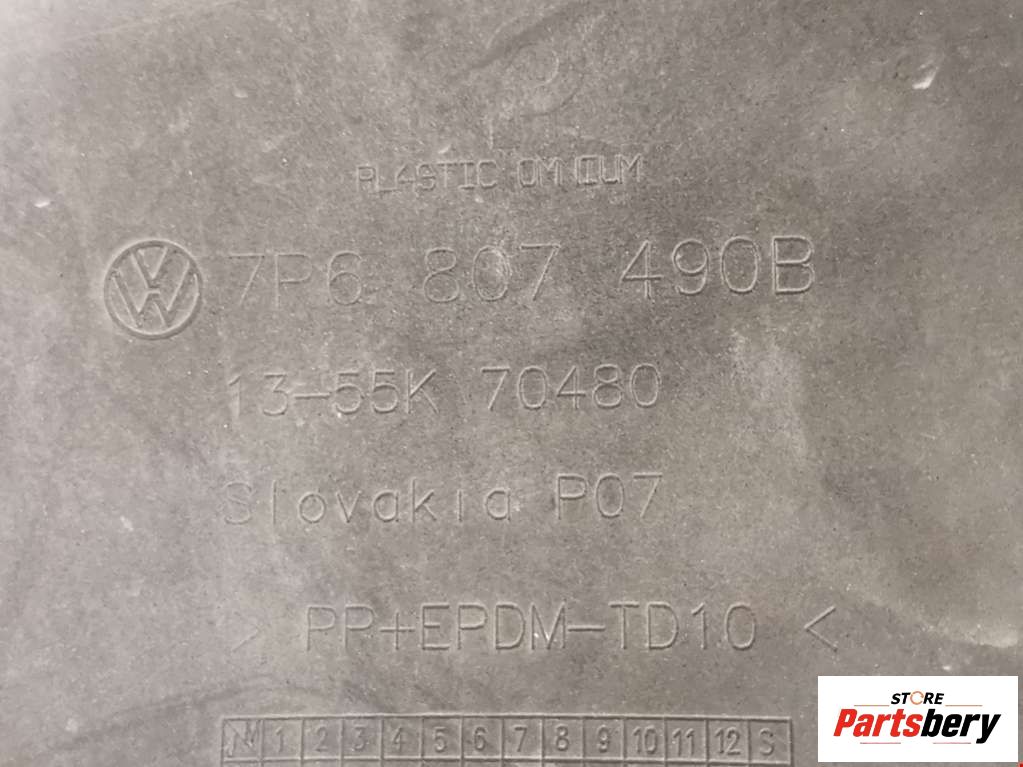 PLASTIC OMNIUM
7P6 807 490B
13-55K 70480
Slovakia P07
> PP+EPDM-TD10 <
M 1 2 3 4 5 6 7 8 9 10 11 12 S
STORE
Partsbery